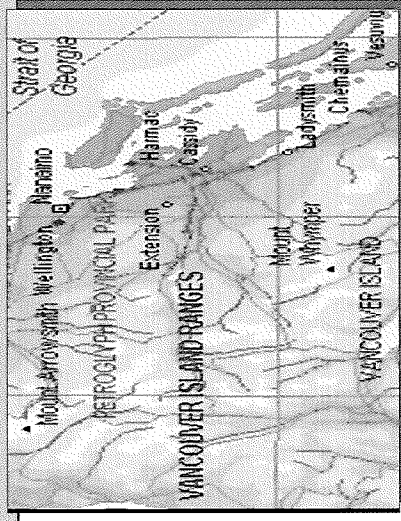 Strait of
Georgia
Nanaimo
Wellington
Mount Arrowsmith
PETROGLYPH PROVINCIAL PARK
Harmac
Cassidy
Extension
VANCOUVER ISLAND RANGES
Ladysmith
Chemainus
Vesuvius
Mount
Whymper
VANCOUVER ISLAND